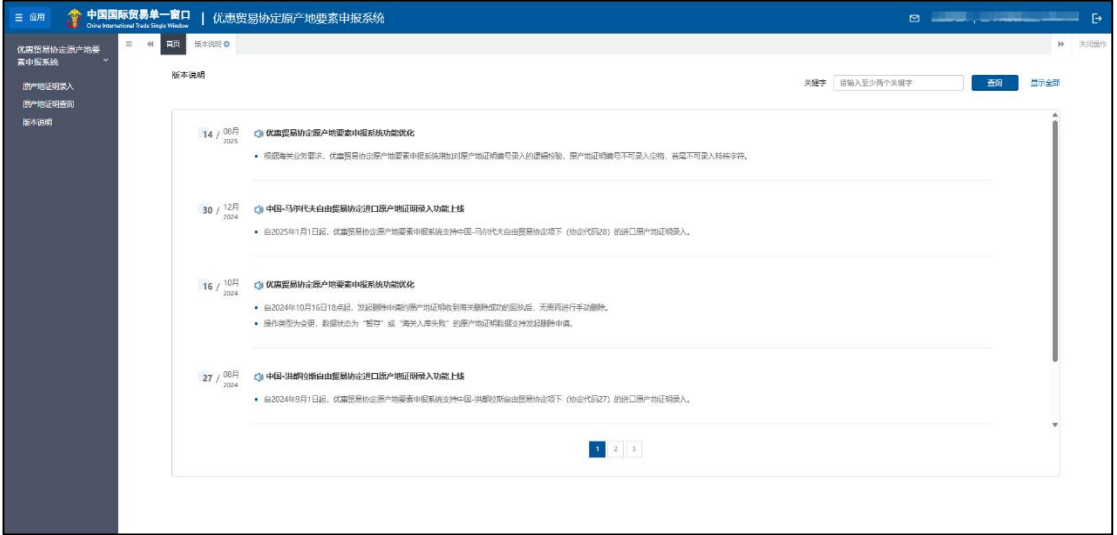 应用
中国国际贸易单一窗口
China International Trade Single Window
优惠贸易协定原产地要素申报系统
优惠贸易协定原产地要素申报系统
原产地证明录入
原产地证明查询
版本说明
首页
版本说明
关闭操作
版本说明
关键字
请输入至少两个关键字
查询
显示全部
14 / 08月 2025
优惠贸易协定原产地要素申报系统功能优化
根据海关业务要求，优惠贸易协定原产地要素申报系统增加对原产地证明编号录入的逻辑检验，原产地证明编号不可录入空格，首尾不可录入特殊字符。
30 / 12月 2024
中国-马尔代夫自由贸易协定进口原产地证明录入功能上线
自2025年1月1日起，优惠贸易协定原产地要素申报系统支持中国-马尔代夫自由贸易协定项下（协定代码28）的进口原产地证明录入。
16 / 10月 2024
优惠贸易协定原产地要素申报系统功能优化
自2024年10月16日18点起，发起删除申请的原产地证明收到海关删除成功的回执后，无需再进行手动删除。
操作类型为变更，数据状态为“暂存”或“海关入库失败”的原产地证明数据支持发起删除申请。
27 / 08月 2024
中国-洪都拉斯自由贸易协定进口原产地证明录入功能上线
自2024年9月1日起，优惠贸易协定原产地要素申报系统支持中国-洪都拉斯自由贸易协定项下（协定代码27）的进口原产地证明录入。
1 2 3